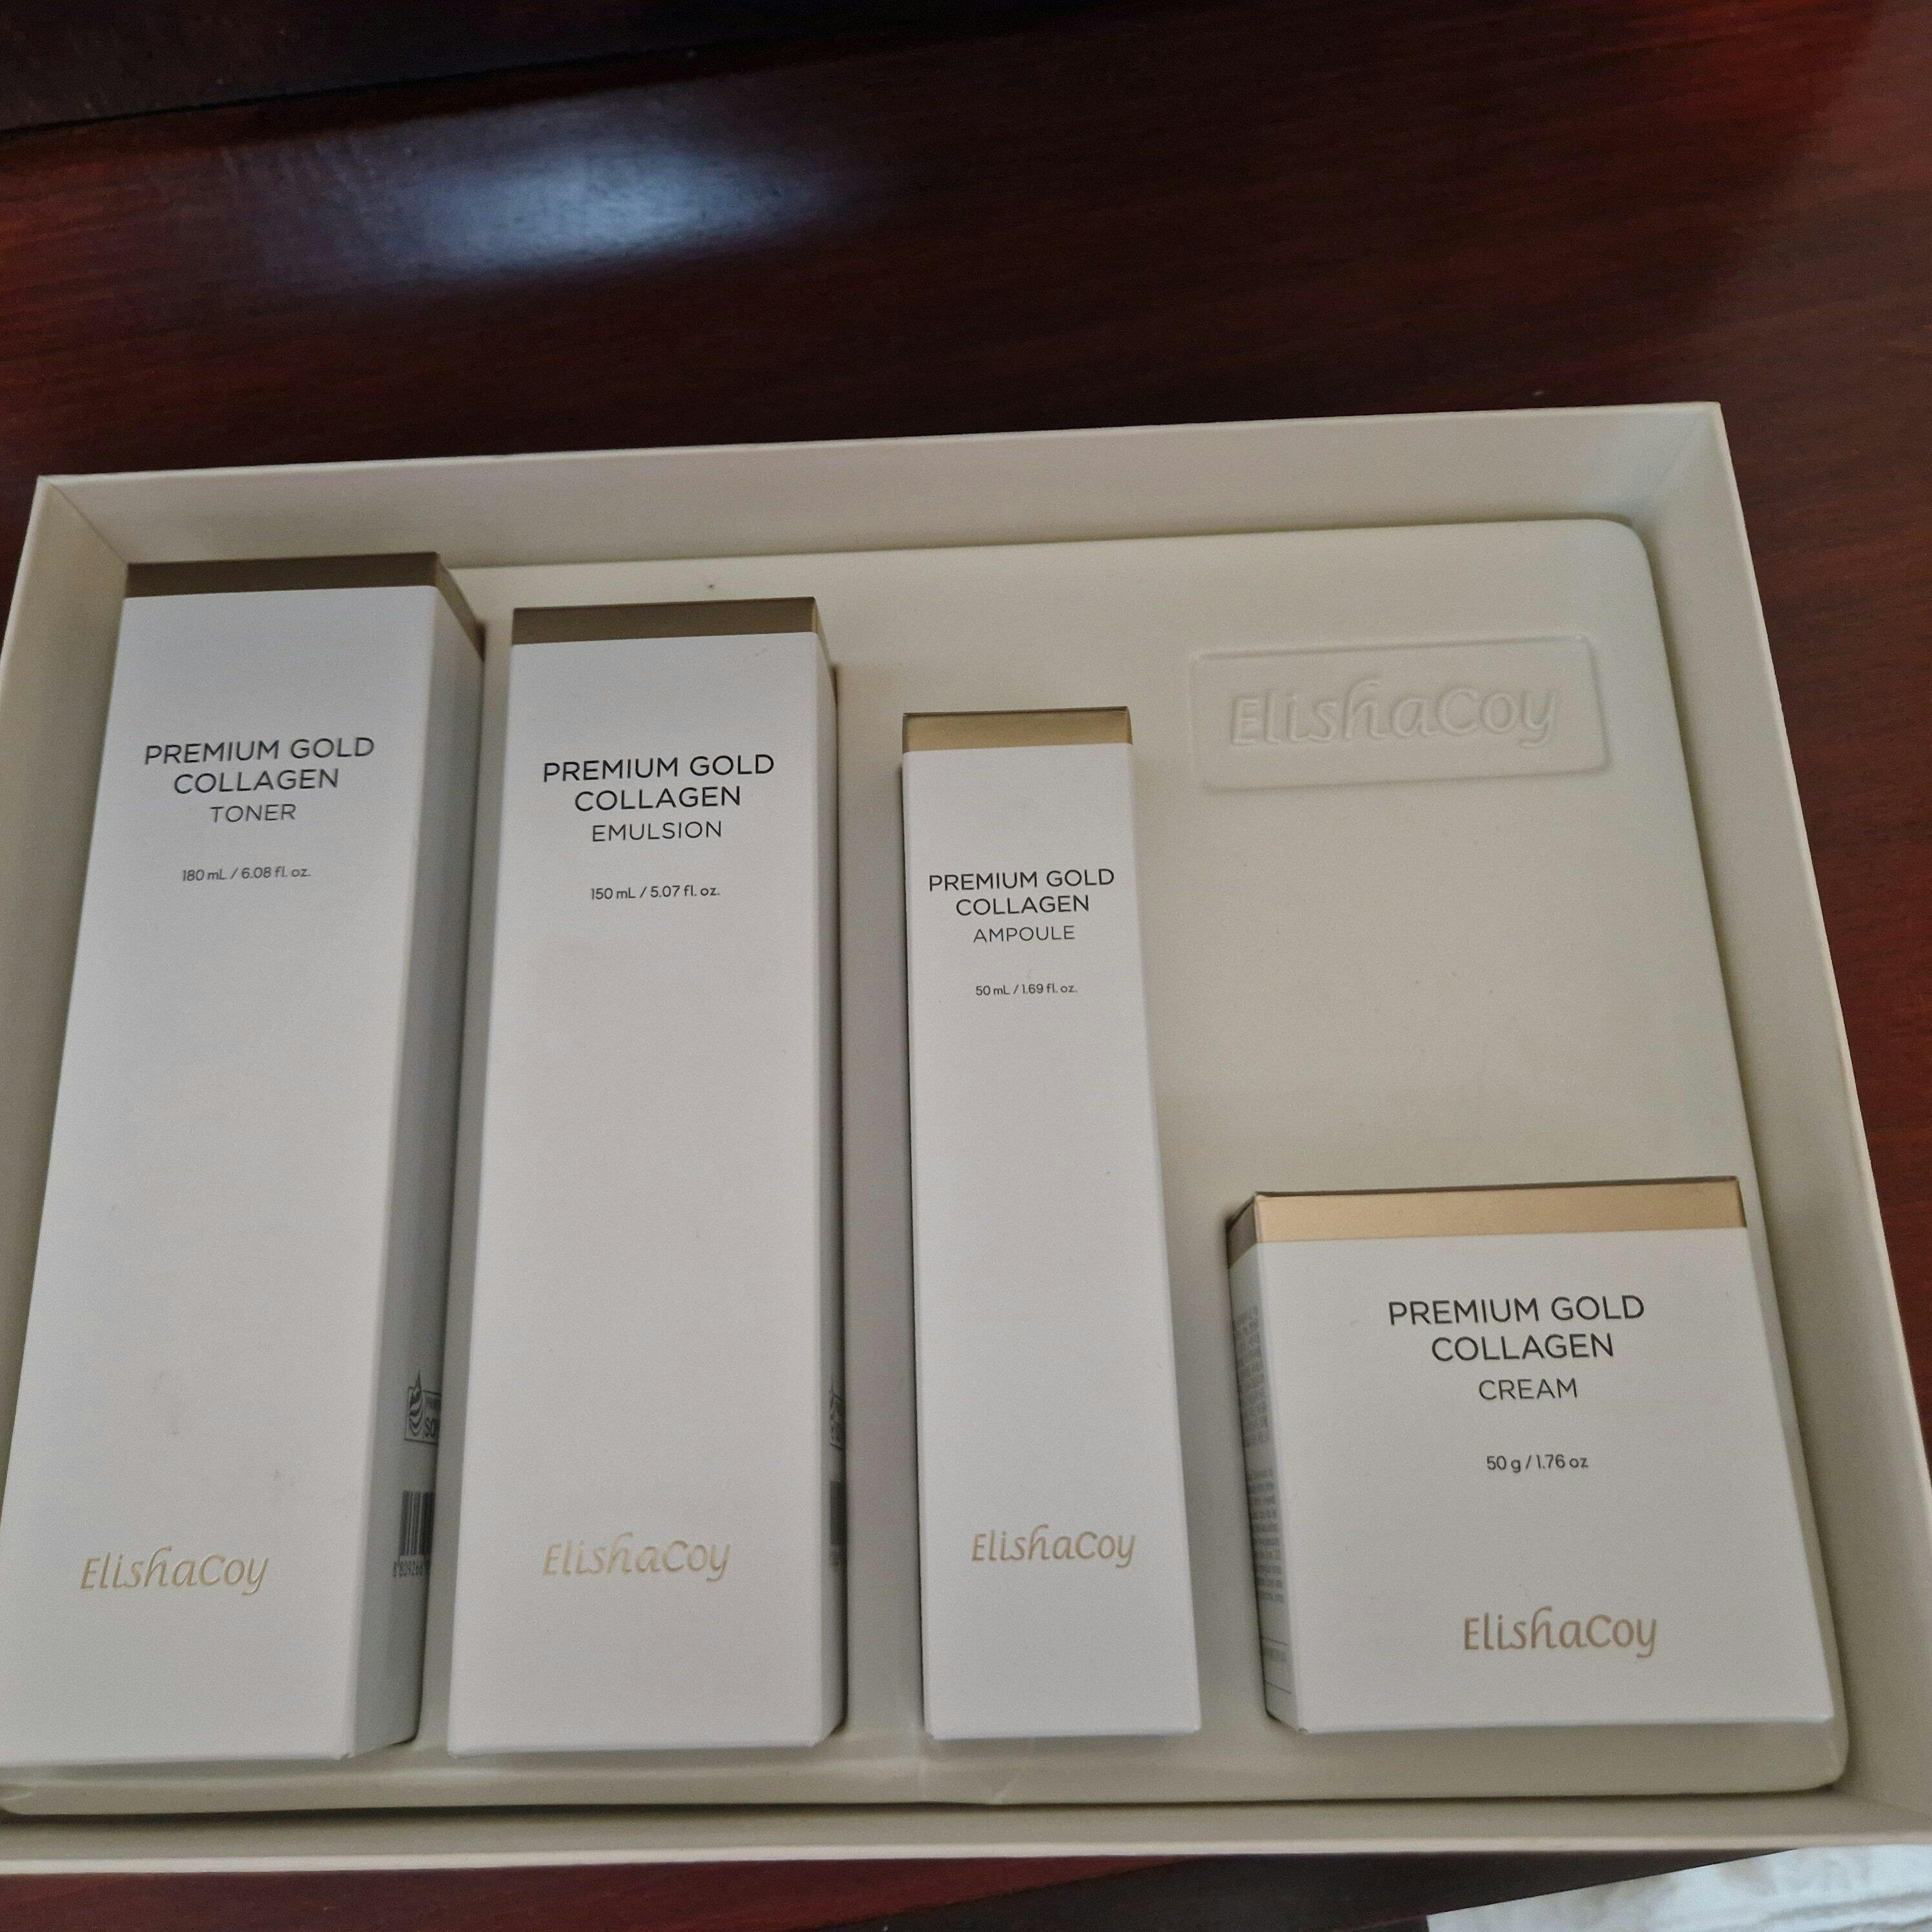 PREMIUM GOLD
COLLAGEN
TONER
180 mL / 6.08 fl. oz.
ElishaCoy
PREMIUM GOLD
COLLAGEN
EMULSION
150 mL / 5.07 fl. oz.
ElishaCoy
PREMIUM GOLD
COLLAGEN
AMPOULE
50 mL / 1.69 fl. oz.
ElishaCoy
ElishaCoy
PREMIUM GOLD
COLLAGEN
CREAM
50 g / 1.76 oz
ElishaCoy